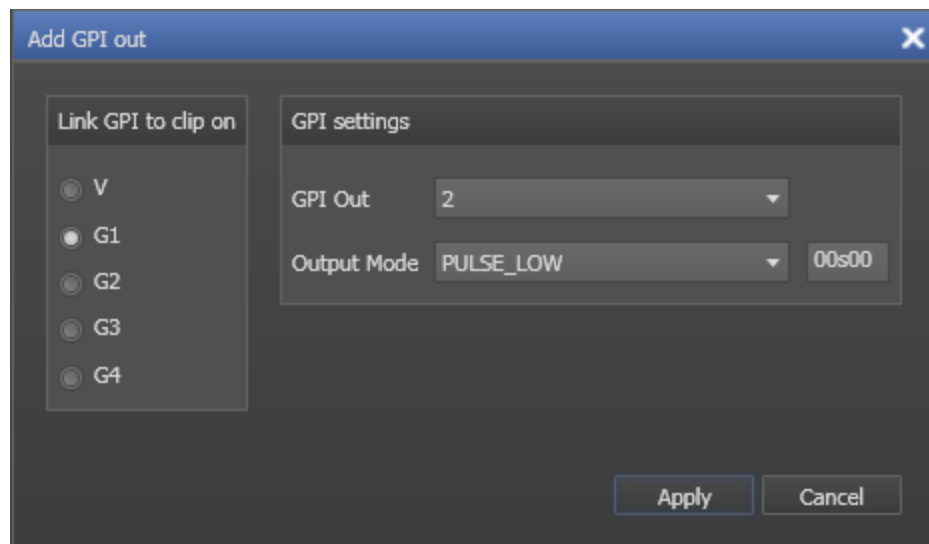 Add GPI out
Link GPI to clip on
V
G1
G2
G3
G4
GPI settings
GPI Out 2
Output Mode PULSE_LOW 00s00
Apply Cancel